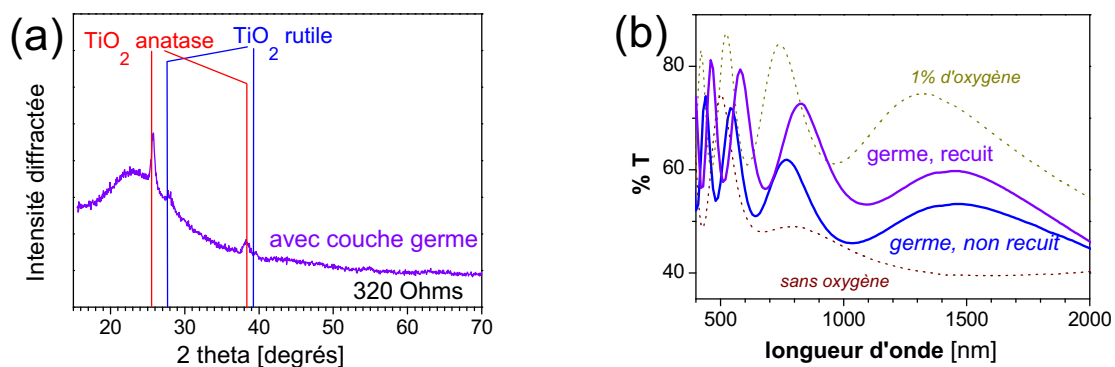 (a)
TiO2 anatase
TiO2 rutile
Intensité diffractée
avec couche germe
320 Ohms
20 30 40 50 60 70
2 theta [degrés]
(b)
80
60
40
% T
1% d'oxygène
germe, recuit
germe, non recuit
sans oxygène
500 1000 1500 2000
longueur d'onde [nm]